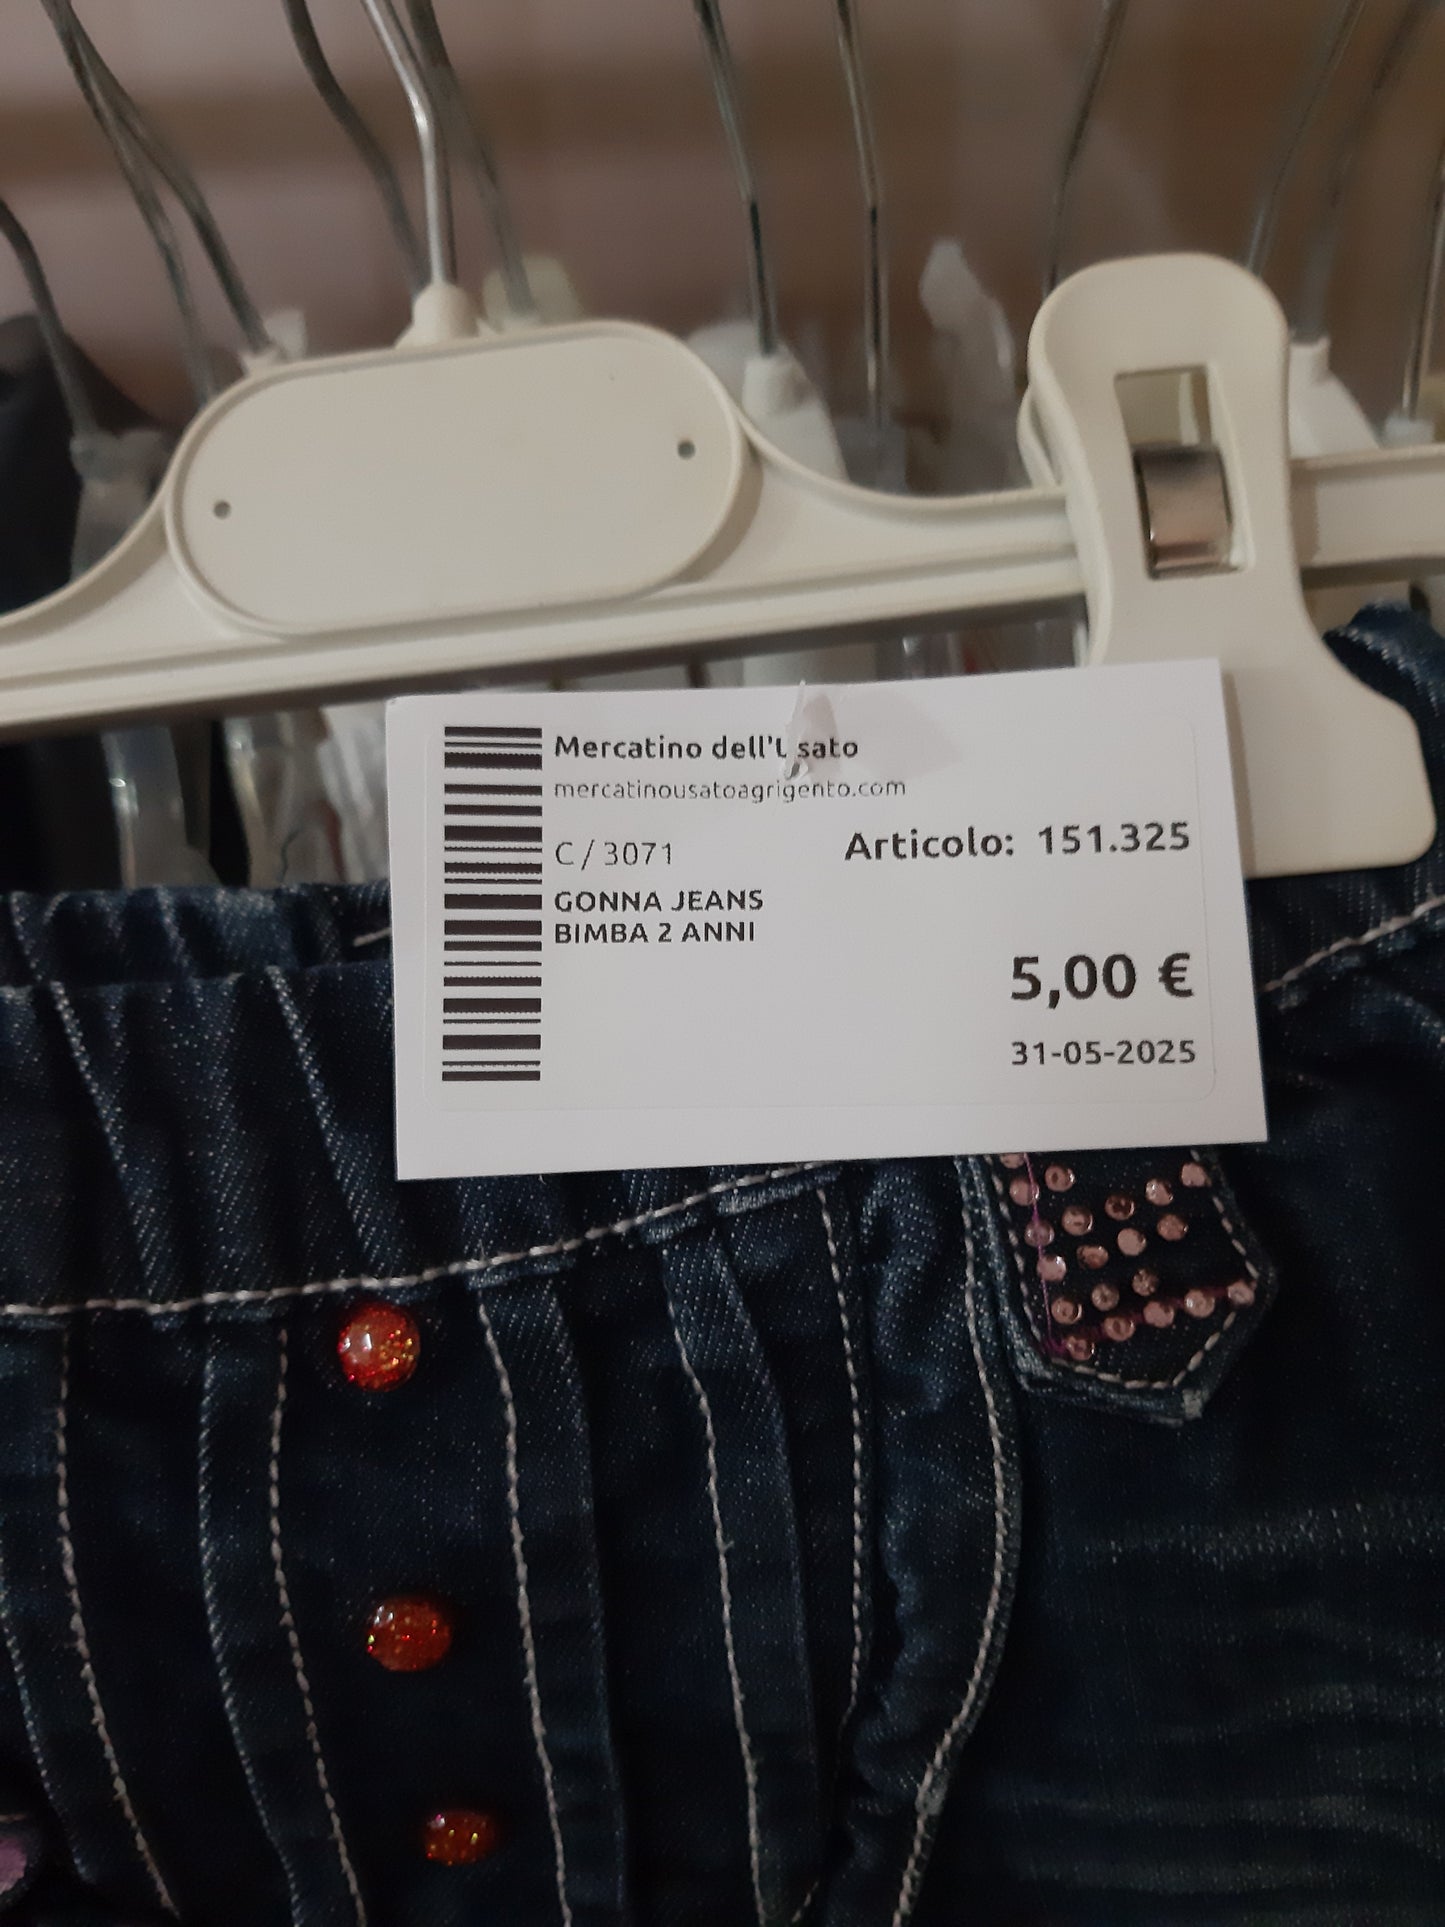 Mercatino dell'Usato
mercatinousatoagrigento.com
C/3071
Articolo: 151.325
GONNA JEANS
BIMBA 2 ANNI
5,00 €
31-05-2025